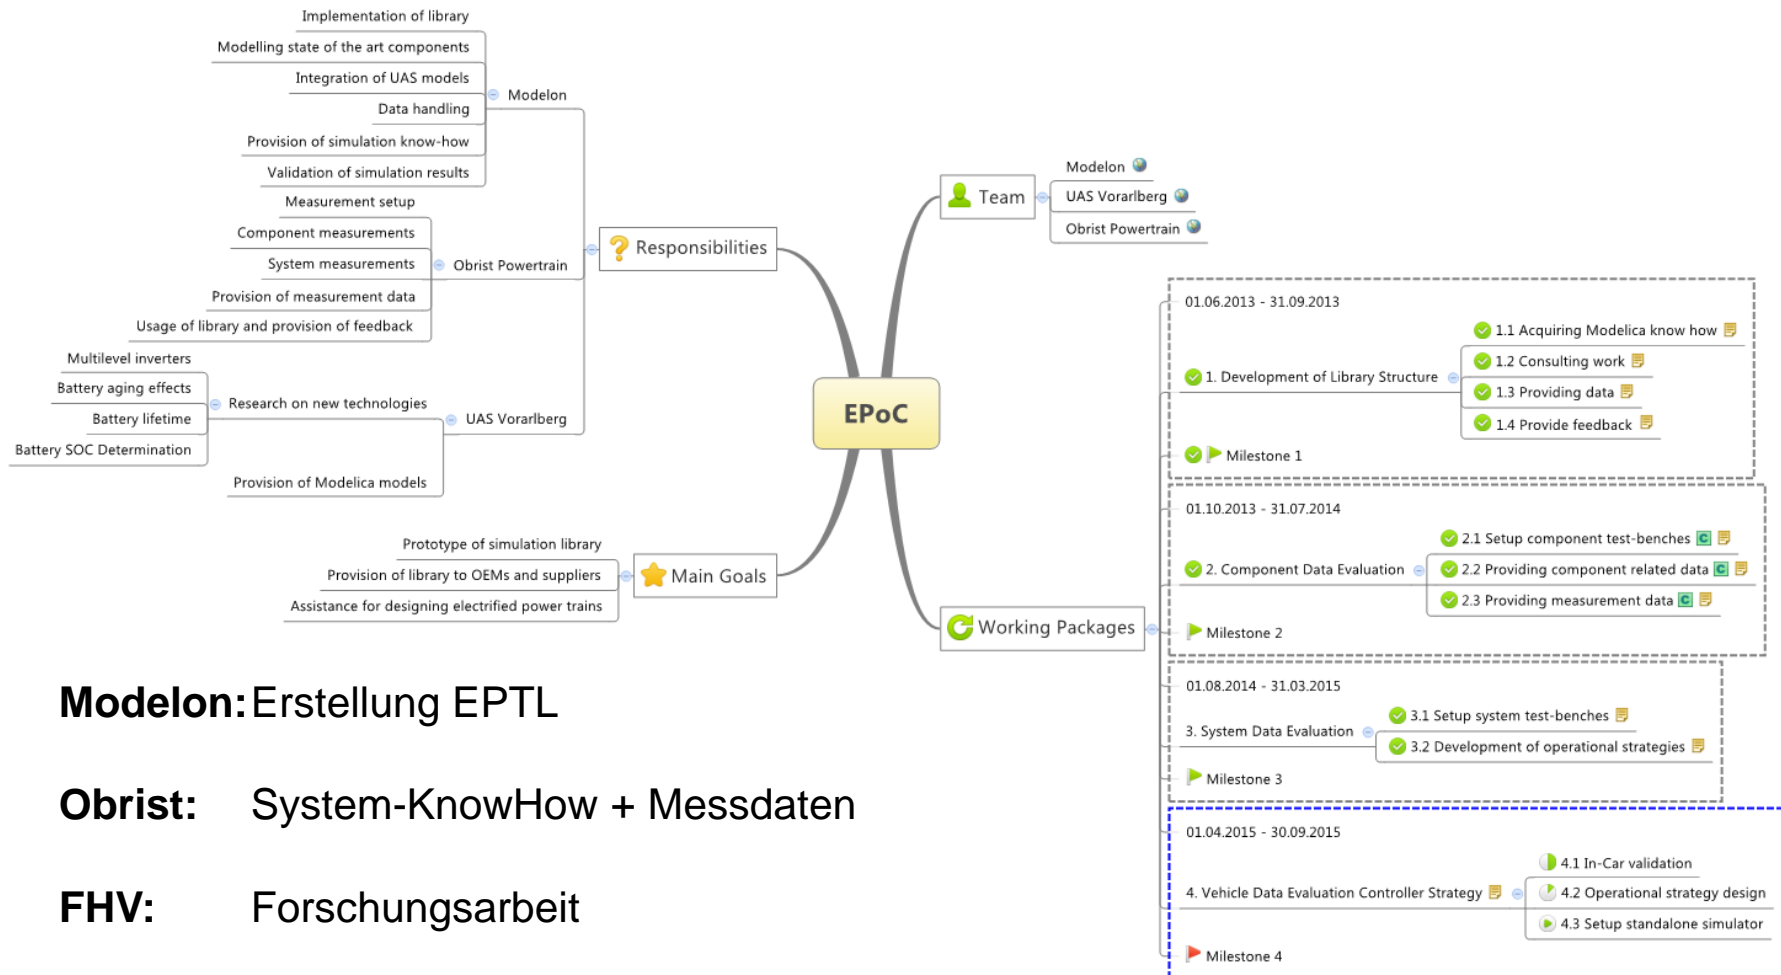 Implementation of library
Modelling state of the art components
Integration of UAS models
Data handling
Provision of simulation know-how
Validation of simulation results
Modelon
Measurement setup
Component measurements
System measurements
Provision of measurement data
Usage of library and provision of feedback
Obrist Powertrain
Multilevel inverters
Battery aging effects
Battery lifetime
Battery SOC Determination
Research on new technologies
Provision of Modelica models
UAS Vorarlberg
? Responsibilities
Prototype of simulation library
Provision of library to OEMs and suppliers
Assistance for designing electrified power trains
Main Goals
EPoC
Team
Modelon
UAS Vorarlberg
Obrist Powertrain
Working Packages
01.06.2013 - 31.09.2013
1. Development of Library Structure
1.1 Acquiring Modelica know how
1.2 Consulting work
1.3 Providing data
1.4 Provide feedback
Milestone 1
01.10.2013 - 31.07.2014
2. Component Data Evaluation
2.1 Setup component test-benches C
2.2 Providing component related data C
2.3 Providing measurement data C
Milestone 2
01.08.2014 - 31.03.2015
3. System Data Evaluation
3.1 Setup system test-benches
3.2 Development of operational strategies
Milestone 3
01.04.2015 - 30.09.2015
4. Vehicle Data Evaluation Controller Strategy
4.1 In-Car validation
4.2 Operational strategy design
4.3 Setup standalone simulator
Milestone 4
Modelon: Erstellung EPTL
Obrist: System-KnowHow + Messdaten
FHV: Forschungsarbeit